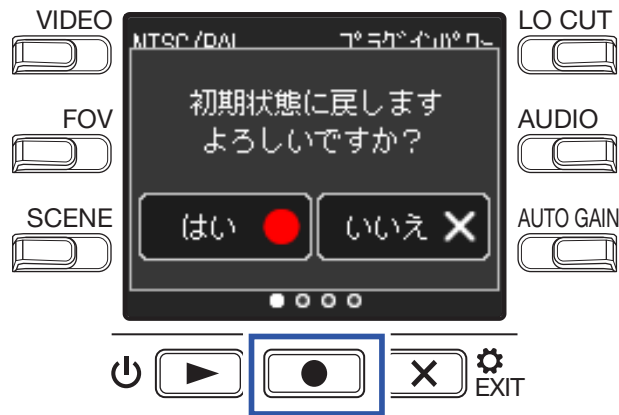 VIDEO
LO CUT
NTSC/PAL プラグインパワー
初期状態に戻します
よろしいですか？
FOV
AUDIO
SCENE
AUTO GAIN
はい
いいえ
EXIT